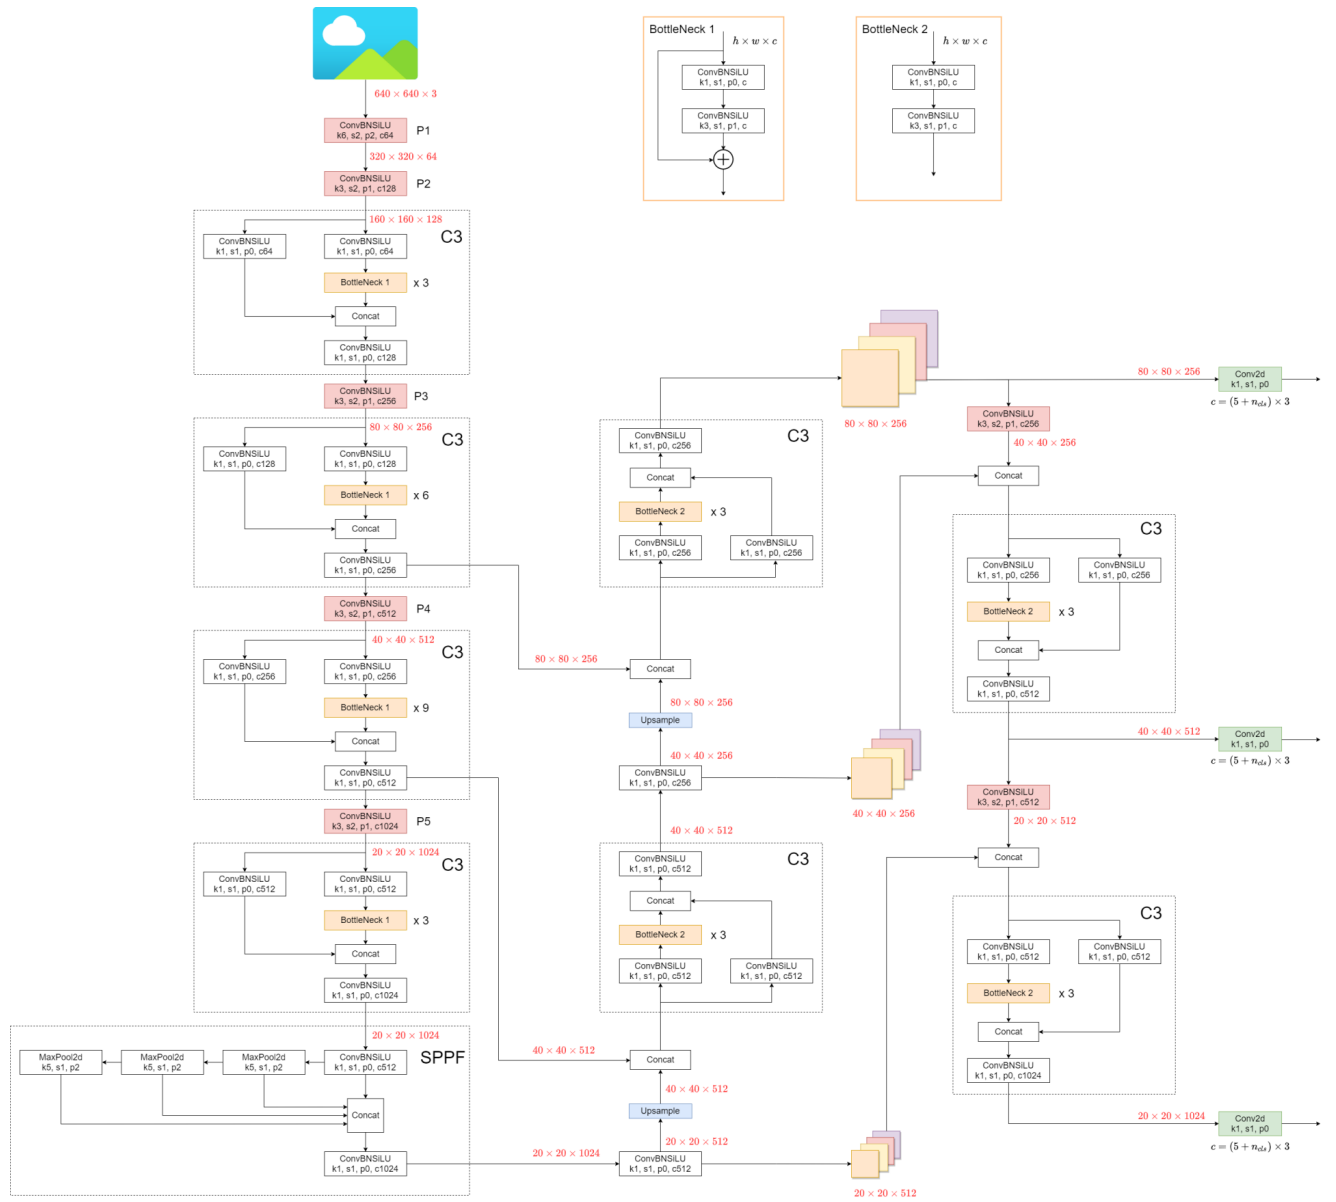 640 × 640 × 3
ConvBNSiLU
k6, s2, p2, c64
P1
320 × 320 × 64
ConvBNSiLU
k3, s2, p1, c128
P2
160 × 160 × 128
C3
ConvBNSiLU
k1, s1, p0, c64
ConvBNSiLU
k1, s1, p0, c64
BottleNeck 1
x 3
Concat
ConvBNSiLU
k1, s1, p0, c128
ConvBNSiLU
k3, s2, p1, c256
P3
80 × 80 × 256
C3
ConvBNSiLU
k1, s1, p0, c128
ConvBNSiLU
k1, s1, p0, c128
BottleNeck 1
x 6
Concat
ConvBNSiLU
k1, s1, p0, c256
ConvBNSiLU
k3, s2, p1, c512
P4
40 × 40 × 512
C3
ConvBNSiLU
k1, s1, p0, c256
ConvBNSiLU
k1, s1, p0, c256
BottleNeck 1
x 9
Concat
ConvBNSiLU
k1, s1, p0, c512
ConvBNSiLU
k3, s2, p1, c1024
P5
20 × 20 × 1024
C3
ConvBNSiLU
k1, s1, p0, c512
ConvBNSiLU
k1, s1, p0, c512
BottleNeck 1
x 3
Concat
ConvBNSiLU
k1, s1, p0, c1024
20 × 20 × 1024
SPPF
MaxPool2d
k5, s1, p2
MaxPool2d
k5, s1, p2
MaxPool2d
k5, s1, p2
ConvBNSiLU
k1, s1, p0, c512
Concat
ConvBNSiLU
k1, s1, p0, c1024
20 × 20 × 1024
BottleNeck 1
h × w × c
ConvBNSiLU
k1, s1, p0, c
ConvBNSiLU
k3, s1, p1, c
+
BottleNeck 2
h × w × c
ConvBNSiLU
k1, s1, p0, c
ConvBNSiLU
k3, s1, p1, c
C3
ConvBNSiLU
k1, s1, p0, c256
Concat
BottleNeck 2
x 3
ConvBNSiLU
k1, s1, p0, c256
ConvBNSiLU
k1, s1, p0, c256
80 × 80 × 256
Concat
80 × 80 × 256
Upsample
40 × 40 × 256
ConvBNSiLU
k1, s1, p0, c256
40 × 40 × 512
C3
ConvBNSiLU
k1, s1, p0, c512
Concat
BottleNeck 2
x 3
ConvBNSiLU
k1, s1, p0, c512
ConvBNSiLU
k1, s1, p0, c512
40 × 40 × 512
Concat
40 × 40 × 512
Upsample
20 × 20 × 512
ConvBNSiLU
k1, s1, p0, c512
80 × 80 × 256
40 × 40 × 256
20 × 20 × 512
80 × 80 × 256
Conv2d
k1, s1, p0
c = (5 + n_cls) × 3
ConvBNSiLU
k3, s2, p1, c256
40 × 40 × 256
Concat
C3
ConvBNSiLU
k1, s1, p0, c256
ConvBNSiLU
k1, s1, p0, c256
BottleNeck 2
x 3
Concat
ConvBNSiLU
k1, s1, p0, c512
40 × 40 × 512
Conv2d
k1, s1, p0
c = (5 + n_cls) × 3
ConvBNSiLU
k3, s2, p1, c512
20 × 20 × 512
Concat
C3
ConvBNSiLU
k1, s1, p0, c512
ConvBNSiLU
k1, s1, p0, c512
BottleNeck 2
x 3
Concat
ConvBNSiLU
k1, s1, p0, c1024
20 × 20 × 1024
Conv2d
k1, s1, p0
c = (5 + n_cls) × 3